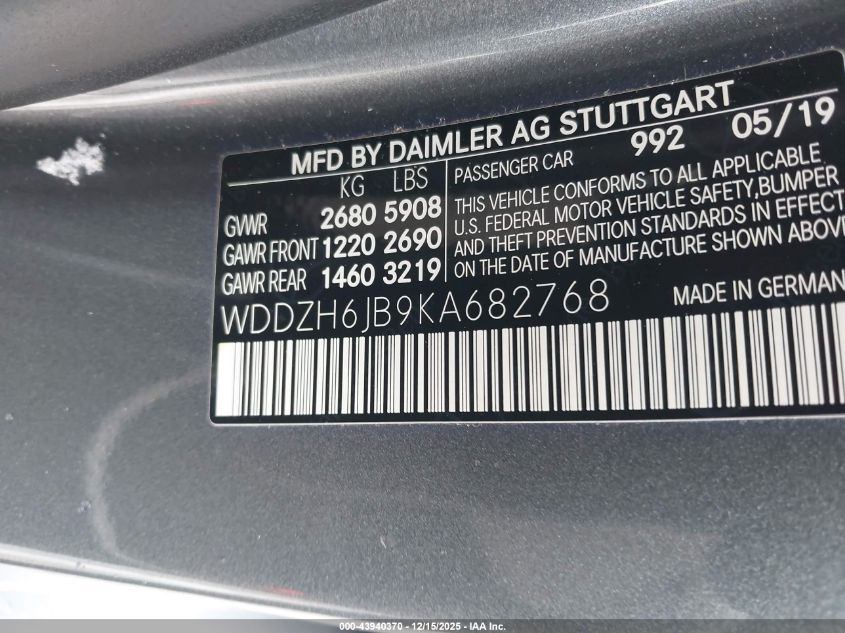 MFD BY DAIMLER AG STUTTGART
KG LBS
GVWR 2680 5908
GAWR FRONT 1220 2690
GAWR REAR 1460 3219
PASSENGER CAR 992 05/19
THIS VEHICLE CONFORMS TO ALL APPLICABLE
U.S. FEDERAL MOTOR VEHICLE SAFETY,BUMPER
AND THEFT PREVENTION STANDARDS IN EFFECT
ON THE DATE OF MANUFACTURE SHOWN ABOVE
WDDZH6JB9KA682768 MADE IN GERMAN
000-43940370 - 12/15/2025 - IAA Inc.